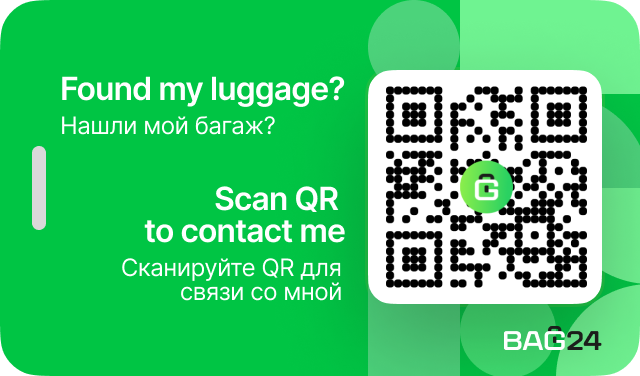 Found my luggage?
Нашли мой багаж?
Scan QR
to contact me
Сканируйте QR для
связи со мной
G
BAG24